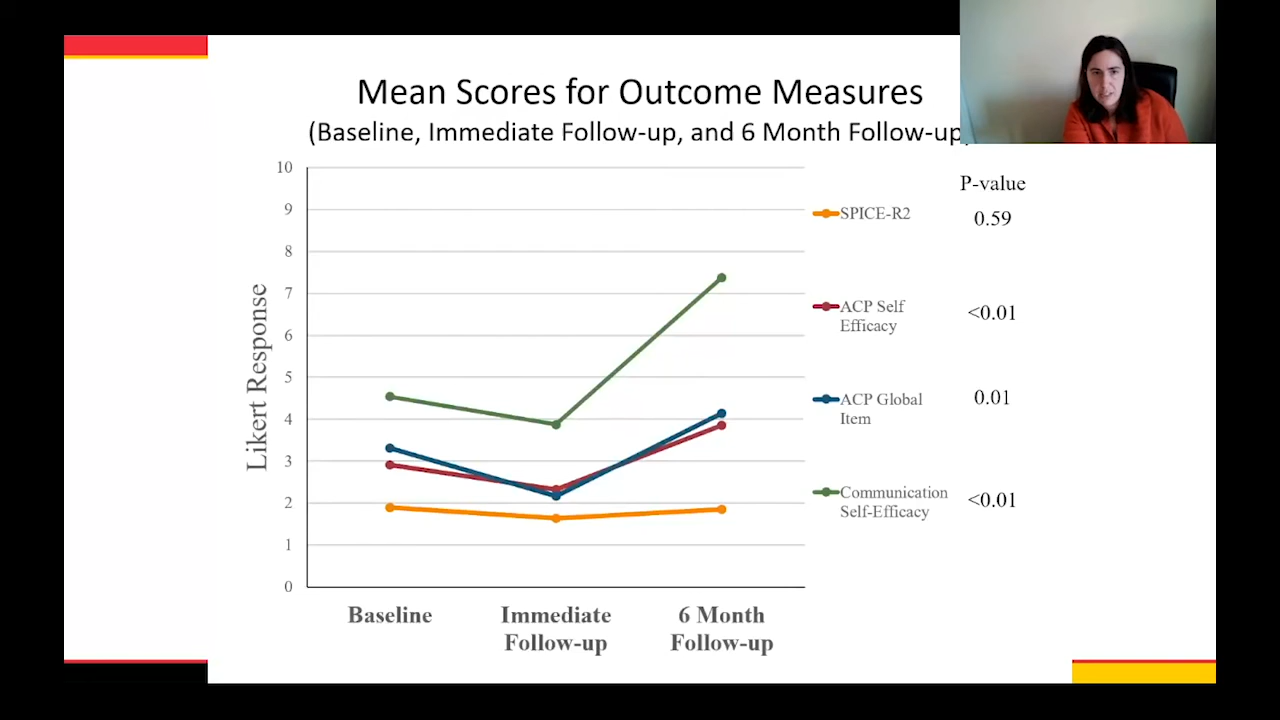 Mean Scores for Outcome Measures
(Baseline, Immediate Follow-up, and 6 Month Follow-up)
10
9
8
7
6
5
4
3
2
1
0
Likert Response
Baseline
Immediate
Follow-up
6 Month
Follow-up
P-value
SPICE-R2
0.59
ACP Self
Efficacy
<0.01
ACP Global
Item
0.01
Communication
Self-Efficacy
<0.01